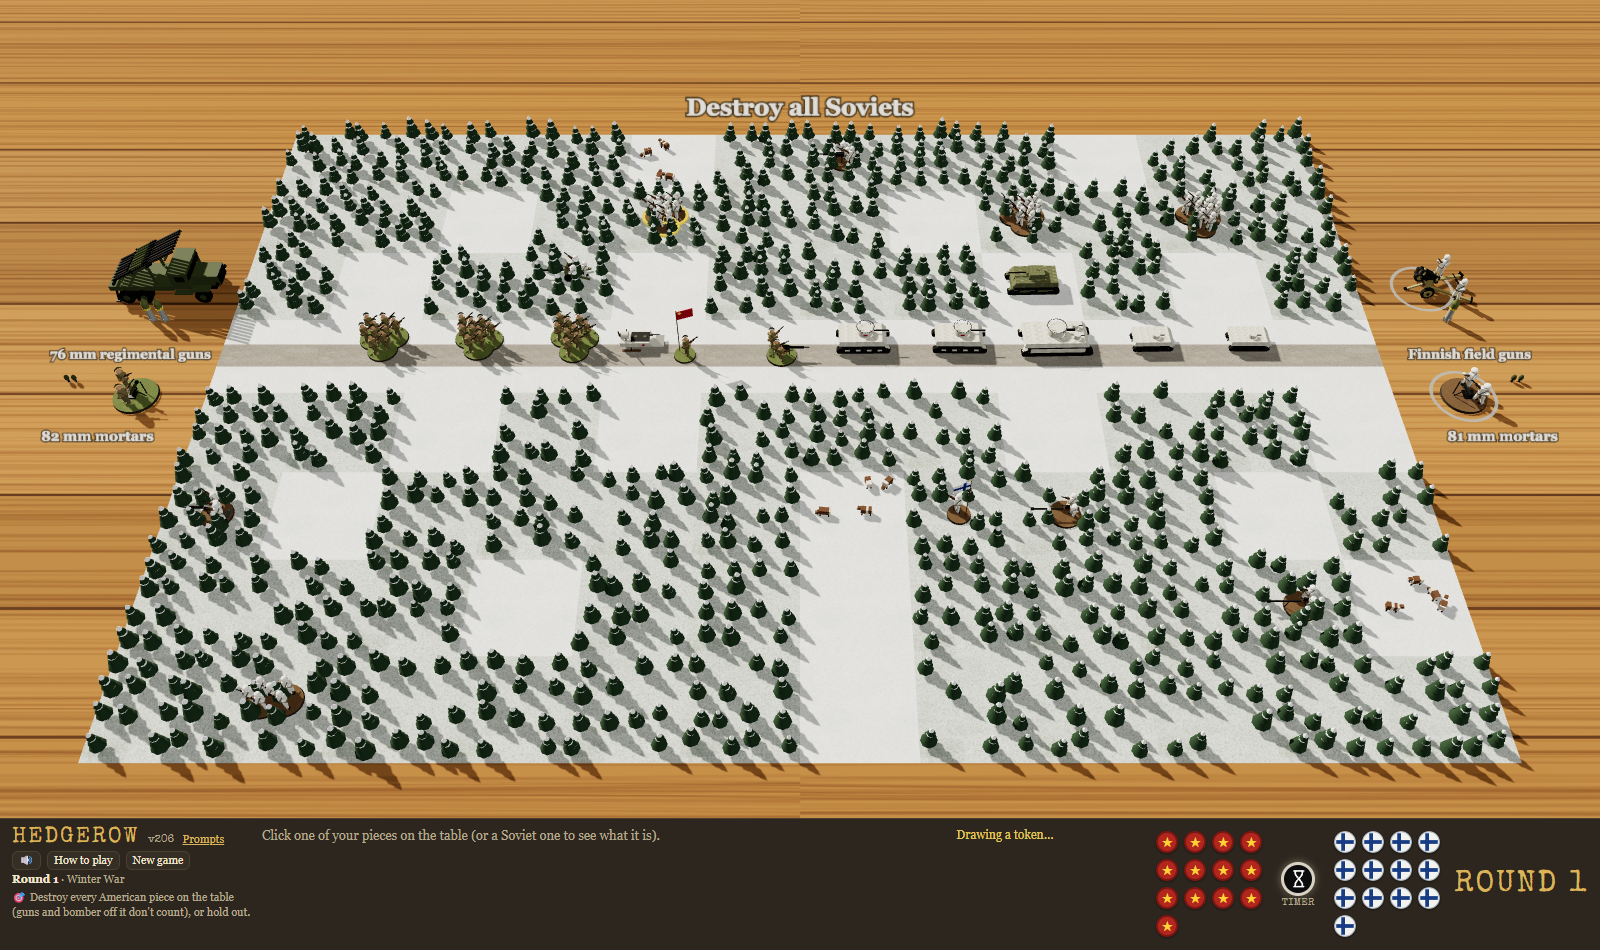 Destroy all Soviets
76 mm regimental guns
82 mm mortars
Finnish field guns
81 mm mortars
HEDGEROW v206 Prompts
How to play
New game
Round 1 · Winter War
Destroy every American piece on the table
(guns and bomber off it don't count), or hold out.
Click one of your pieces on the table (or a Soviet one to see what it is).
Drawing a token...
TIMER
ROUND 1